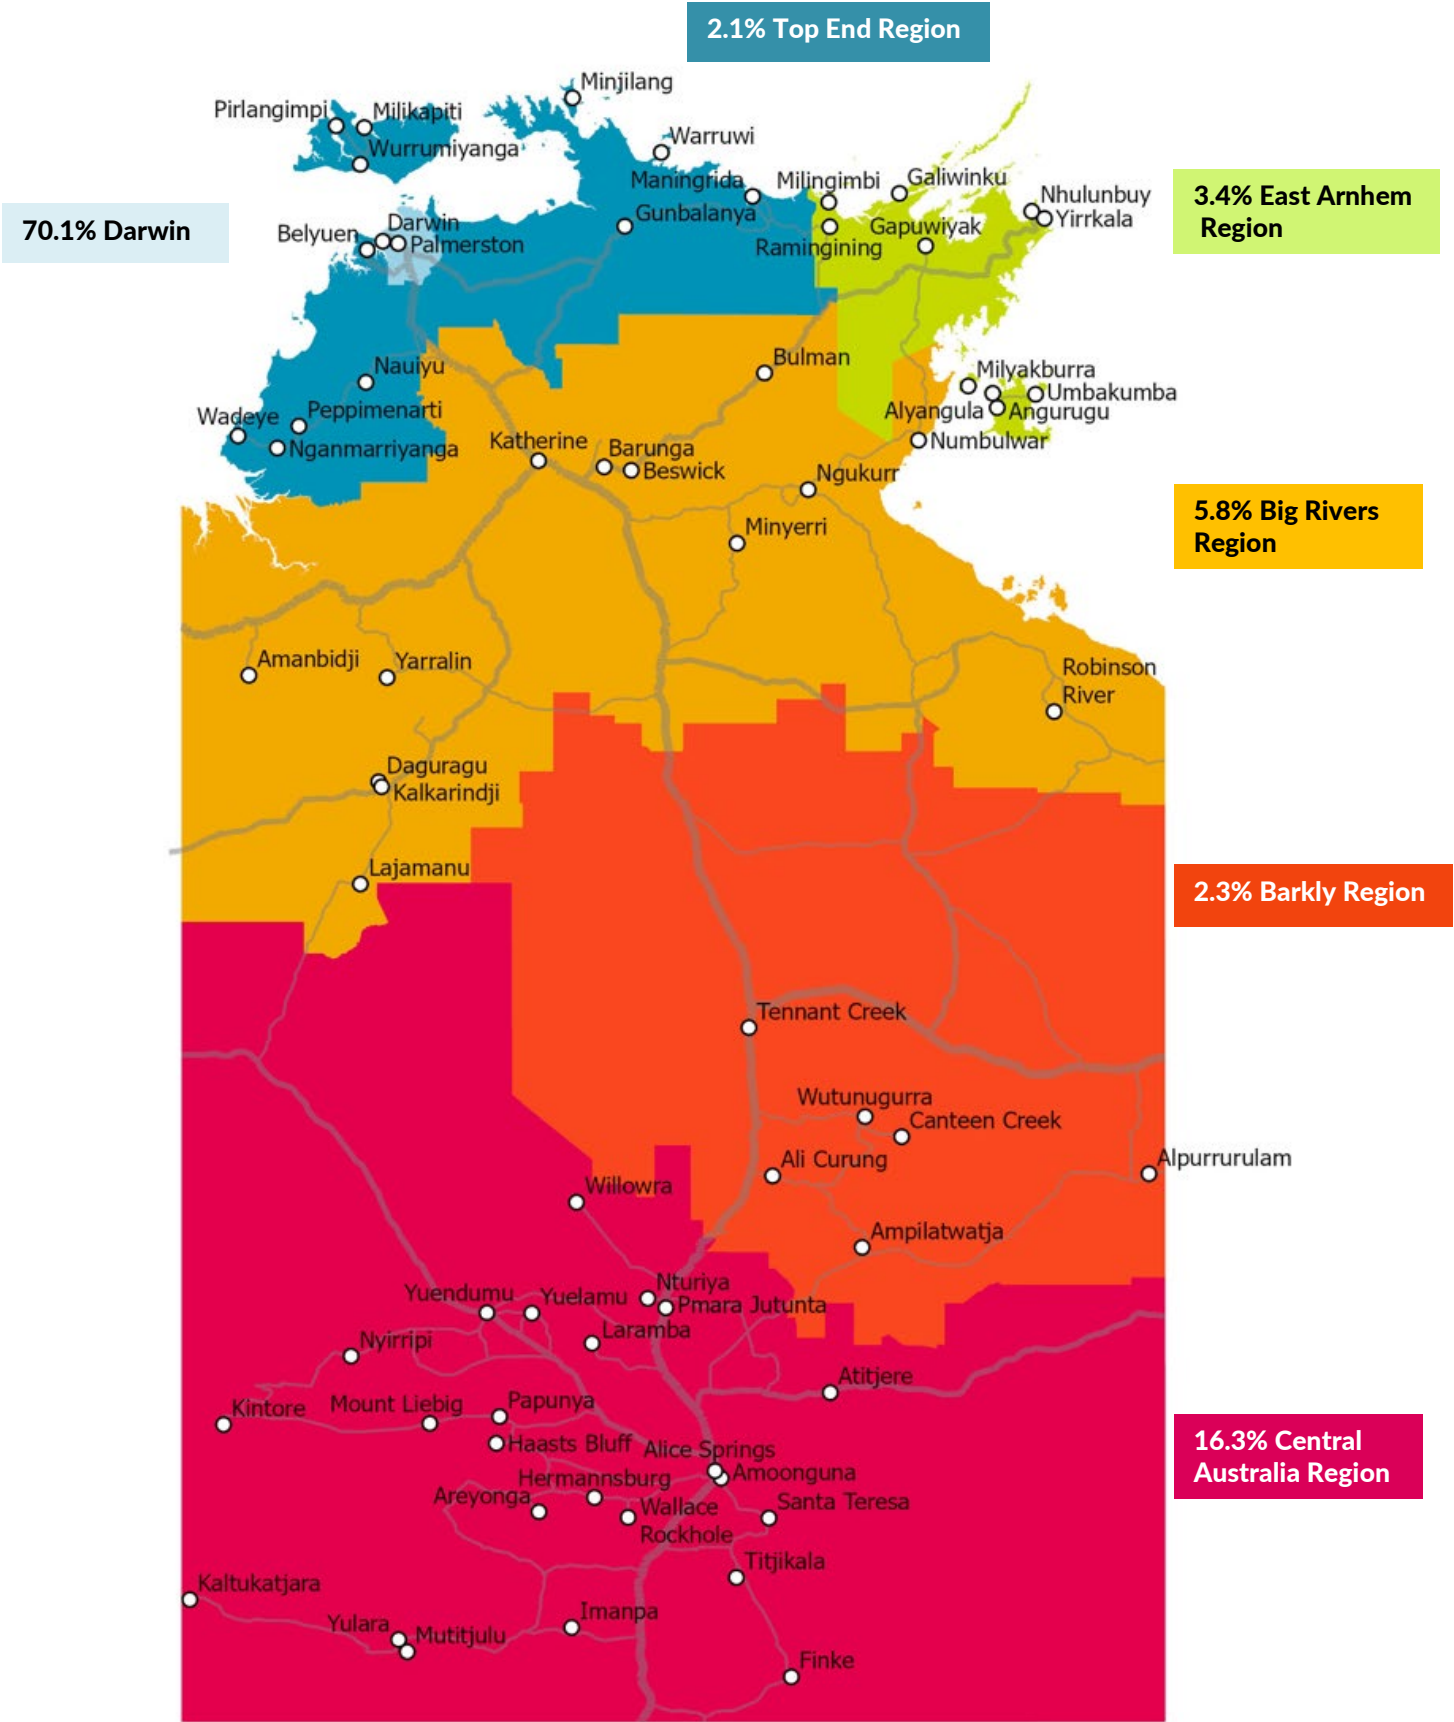 2.1% Top End Region
Minjilang
Pirlangimpi
Milikapiti
Wurrumiyanga
Warruwi
Maningrida
Milingimbi
Galiwinku
Nhulunbuy
Yirrkala
3.4% East Arnhem
Region
70.1% Darwin
Belyuen
Darwin
Palmerston
Gunbalanya
Ramingining
Gapuwiyak
Nauiyu
Bulman
Milyakburra
Umbakumba
Alyangula
Angurugu
Wadeye
Peppimenarti
Nganmarriyanga
Katherine
Barunga
Beswick
Numbulwar
Ngukurr
Minyerri
5.8% Big Rivers
Region
Amanbidji
Yarralin
Robinson
River
Daguragu
Kalkarindji
Lajamanu
2.3% Barkly Region
Tennant Creek
Wutunugurra
Canteen Creek
Ali Curung
Alpurrurulam
Willowra
Ampilatwatja
Yuendumu
Yuelamu
Nturiya
Pmara Jutunta
Laramba
Nyirripi
Atitjere
Kintore
Mount Liebig
Papunya
Haasts Bluff
Alice Springs
Amoonguna
16.3% Central
Australia Region
Hermannsburg
Areyonga
Wallace
Rockhole
Santa Teresa
Titjikala
Kaltukatjara
Yulara
Mutitjulu
Imanpa
Finke